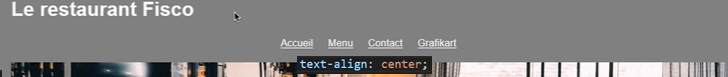 Le restaurant Fisco
Accueil Menu Contact Grafikart
text-align: center;